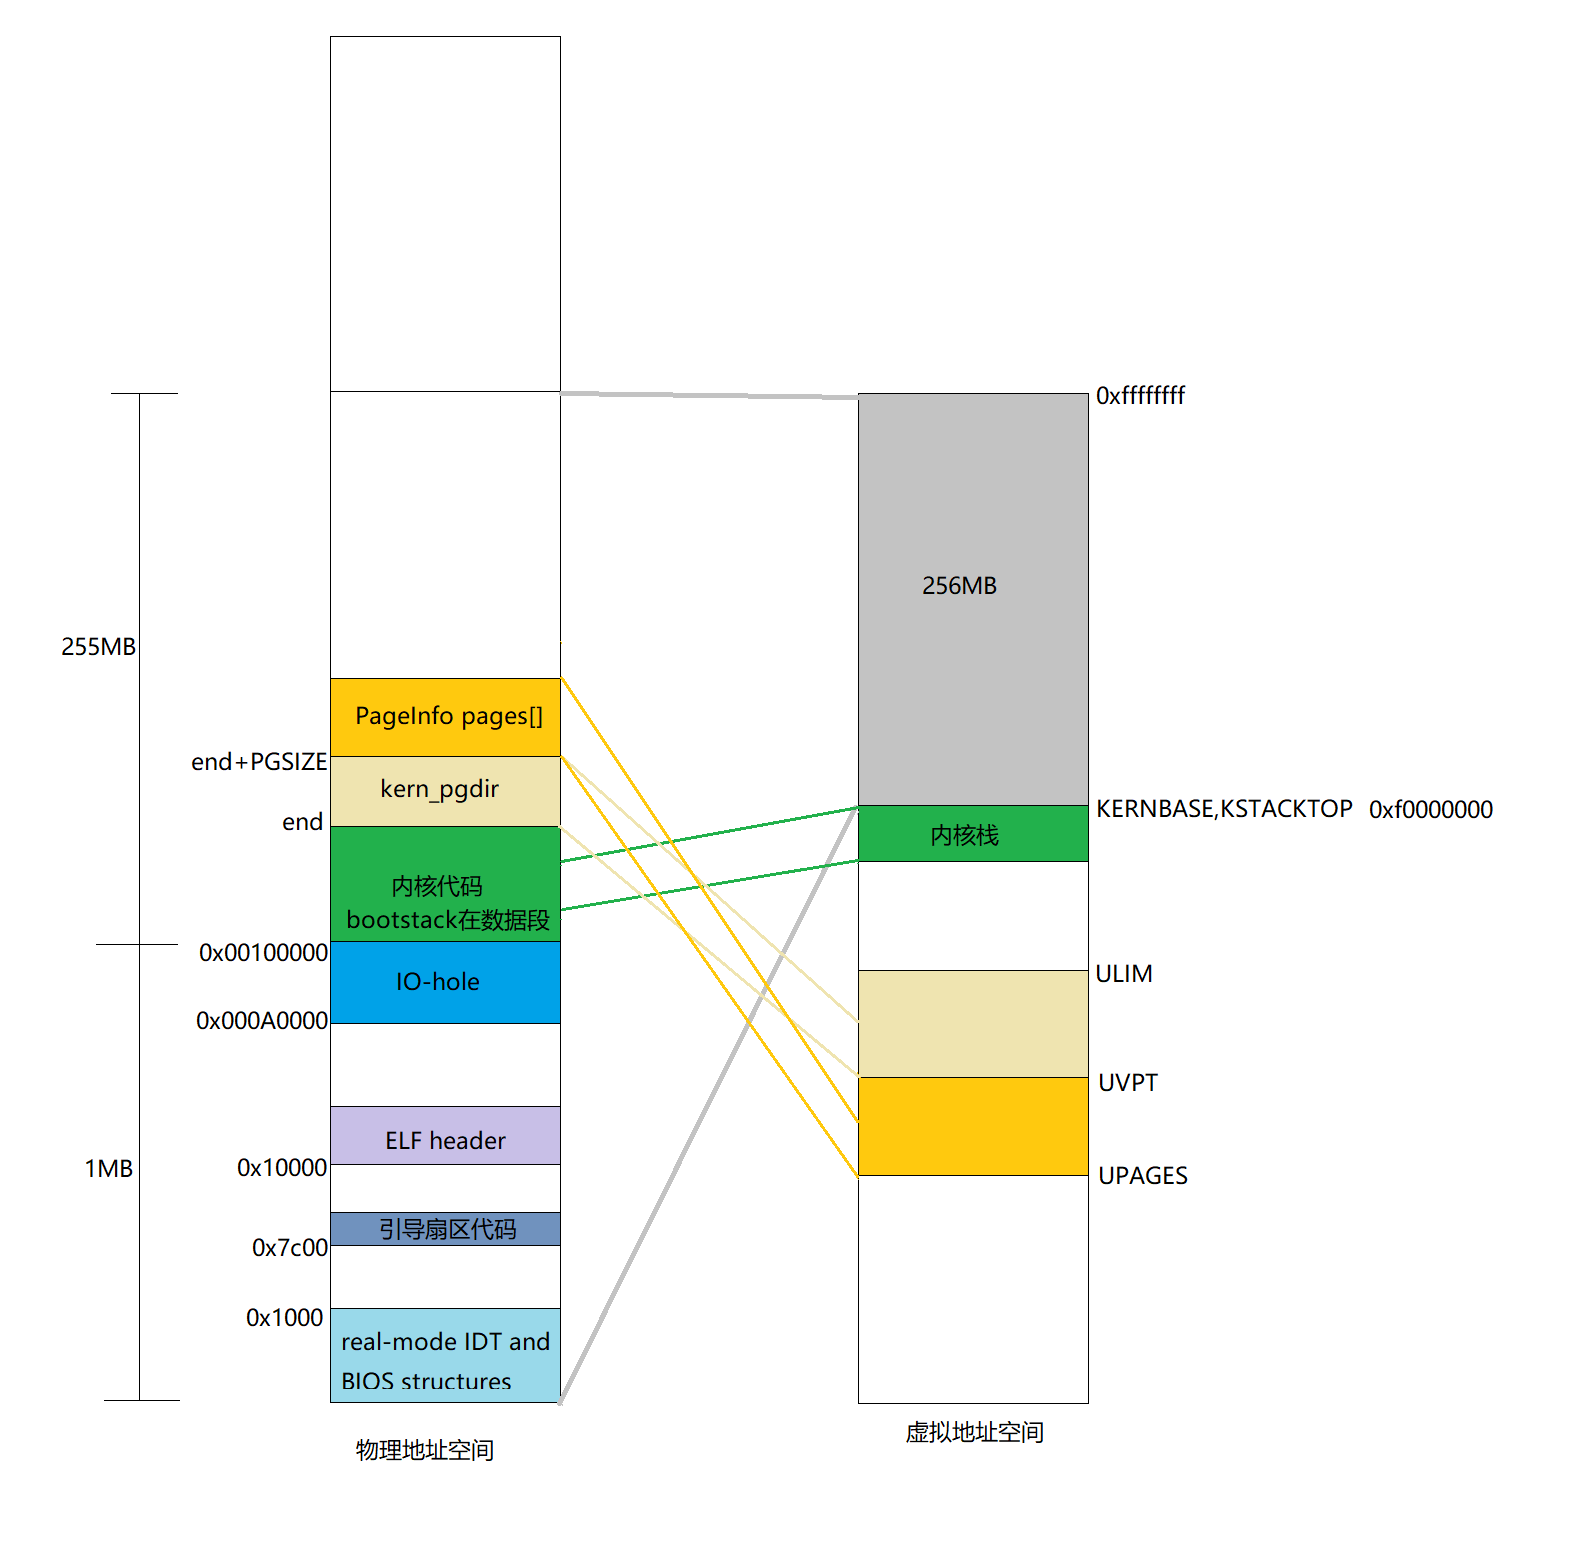 0xffffffff
256MB
255MB
PageInfo pages[]
end+PGSIZE
kern_pgdir
KERNBASE,KSTACKTOP 0xf0000000
end
内核栈
内核代码
bootstack在数据段
0x00100000
ULIM
IO-hole
0x000A0000
UVPT
ELF header
0x10000
1MB
UPAGES
引导扇区代码
0x7c00
0x1000
real-mode IDT and
BIOS structures
物理地址空间
虚拟地址空间